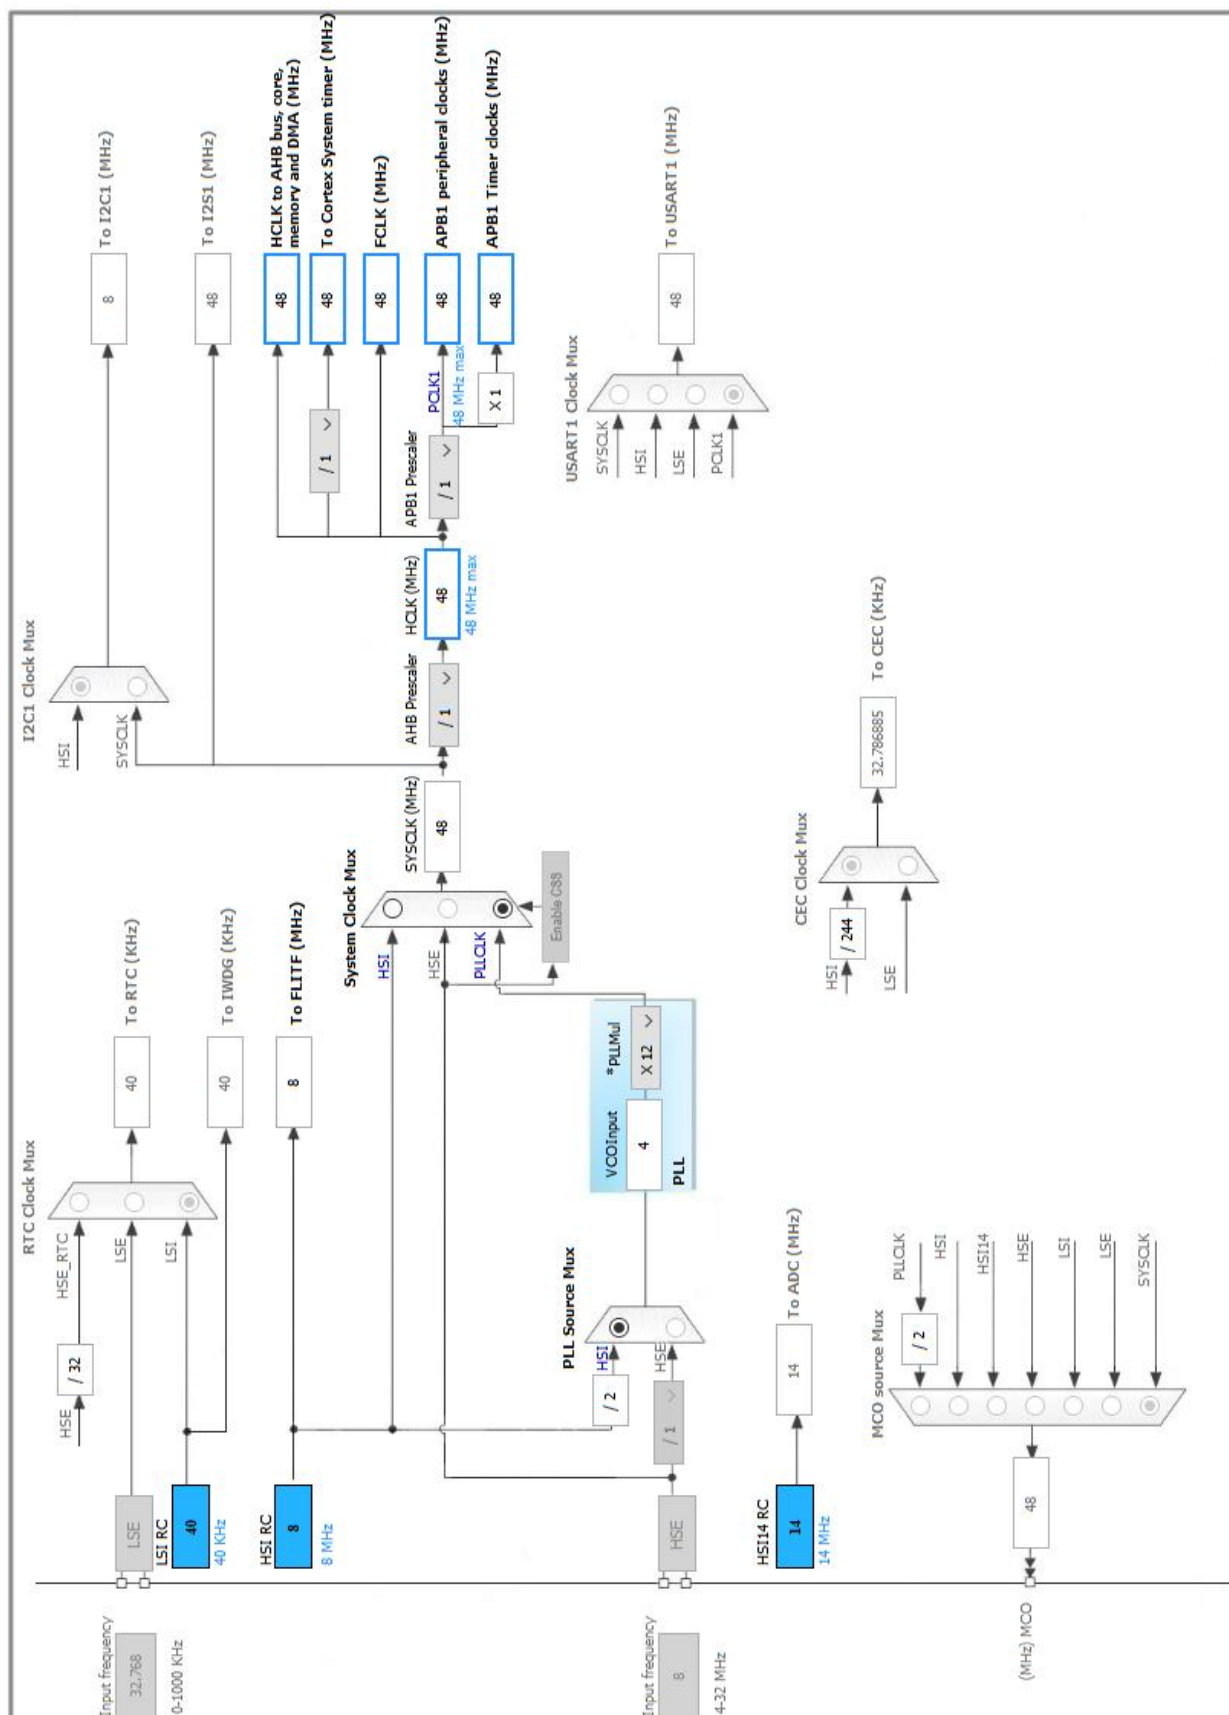 RTC Clock Mux
HSE
/ 32
HSE_RTC
Input frequency
32.768
0-1000 KHz
LSE
LSE
LSI RC
40
40 KHz
LSI
40
To RTC (KHz)
40
To IWDG (KHz)
HSI RC
8
8 MHz
8
To FLITF (MHz)
I2C1 Clock Mux
HSI
SYSCLK
8
To I2C1 (MHz)
48
To I2S1 (MHz)
System Clock Mux
HSI
HSE
PLLCLK
Enable CSS
SYSCLK (MHz)
48
AHB Prescaler
/ 1
HCLK (MHz)
48
48 MHz max
APB1 Prescaler
/ 1
PCLK1
48 MHz max
X 1
/ 1
48
HCLK to AHB bus, core,
memory and DMA (MHz)
48
To Cortex System timer (MHz)
48
FCLK (MHz)
48
APB1 peripheral clocks (MHz)
48
APB1 Timer clocks (MHz)
PLL Source Mux
/ 2
HSI
HSE
/ 1
VCOInput
4
*PLLMul
X 12
PLL
Input frequency
8
4-32 MHz
HSE
USART1 Clock Mux
SYSCLK
HSI
LSE
PCLK1
48
To USART1 (MHz)
HSI14 RC
14
14 MHz
14
To ADC (MHz)
CEC Clock Mux
HSI
/ 244
LSE
32.786885
To CEC (KHz)
MCO source Mux
/ 2
PLLCLK
HSI
HSI14
HSE
LSI
LSE
SYSCLK
48
(MHz) MCO